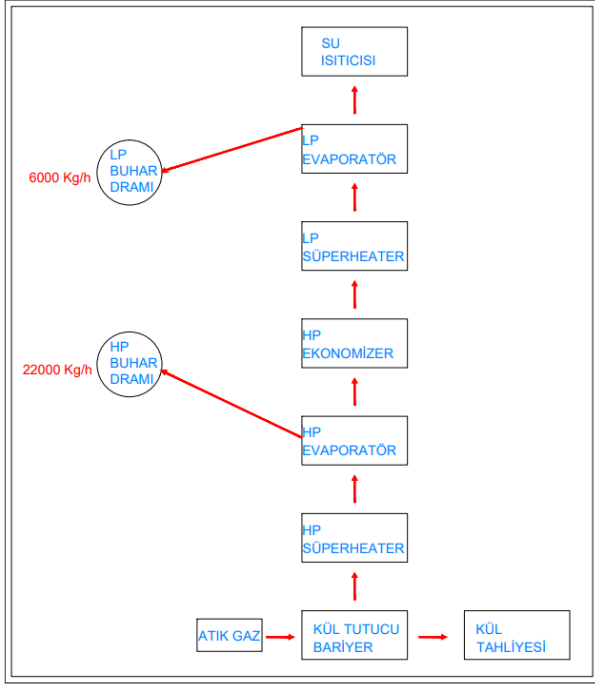 SU
ISITICISI
LP
EVAPORATÖR
LP
BUHAR
DRAMI
6000 Kg/h
LP
SÜPERHEATER
HP
EKONOMİZER
HP
BUHAR
DRAMI
22000 Kg/h
HP
EVAPORATÖR
HP
SÜPERHEATER
ATIK GAZ
KÜL TUTUCU
BARİYER
KÜL
TAHLİYESİ